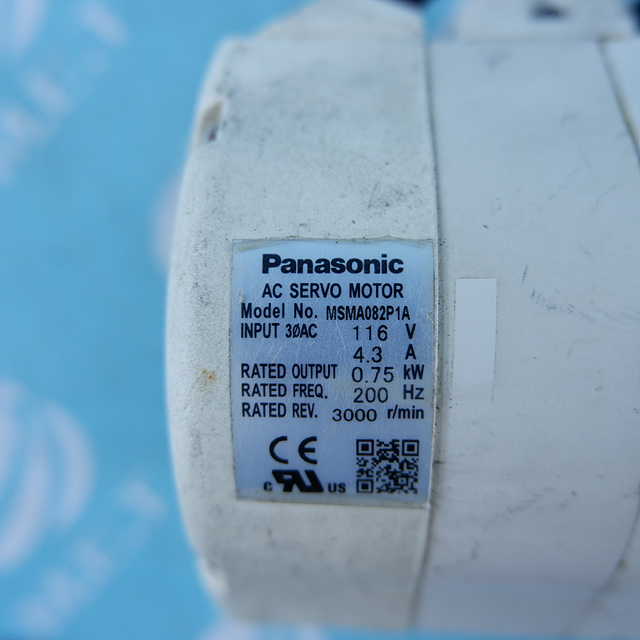 Panasonic
AC SERVO MOTOR
Model No. MSMA082P1A
INPUT 3ØAC 116 V
4.3 A
RATED OUTPUT 0.75 kW
RATED FREQ. 200 Hz
RATED REV. 3000 r/min
CE
c RU US